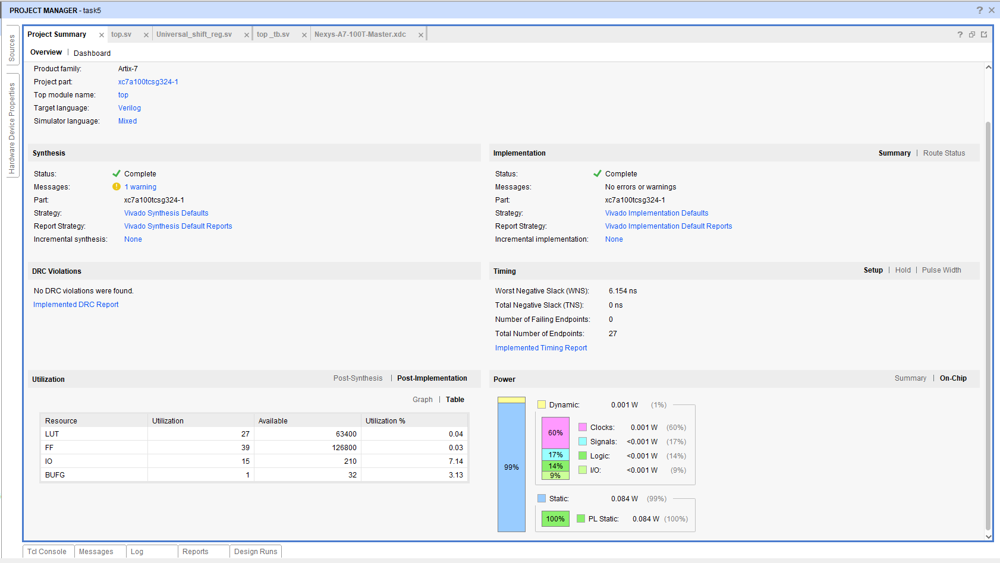 PROJECT MANAGER - task5
? ×
Sources
Hardware Device Properties
Project Summary × top.sv × Universal_shift_reg.sv × top _tb.sv × Nexys-A7-100T-Master.xdc ×
?
Overview | Dashboard
Product family: Artix-7
Project part: xc7a100tcsg324-1
Top module name: top
Target language: Verilog
Simulator language: Mixed
Synthesis
Status: Complete
Messages: 1 warning
Part: xc7a100tcsg324-1
Strategy: Vivado Synthesis Defaults
Report Strategy: Vivado Synthesis Default Reports
Incremental synthesis: None
Implementation Summary | Route Status
Status: Complete
Messages: No errors or warnings
Part: xc7a100tcsg324-1
Strategy: Vivado Implementation Defaults
Report Strategy: Vivado Implementation Default Reports
Incremental implementation: None
DRC Violations
No DRC violations were found.
Implemented DRC Report
Timing Setup | Hold | Pulse Width
Worst Negative Slack (WNS): 6.154 ns
Total Negative Slack (TNS): 0 ns
Number of Failing Endpoints: 0
Total Number of Endpoints: 27
Implemented Timing Report
Utilization Post-Synthesis | Post-Implementation
Graph | Table
Resource Utilization Available Utilization %
LUT 27 63400 0.04
FF 39 126800 0.03
IO 15 210 7.14
BUFG 1 32 3.13
Power Summary | On-Chip
99%
Dynamic: 0.001 W (1%)
60% Clocks: 0.001 W (60%)
17% Signals: <0.001 W (17%)
14% Logic: <0.001 W (14%)
9% I/O: <0.001 W (9%)
Static: 0.084 W (99%)
100% PL Static: 0.084 W (100%)
Tcl Console Messages Log Reports Design Runs